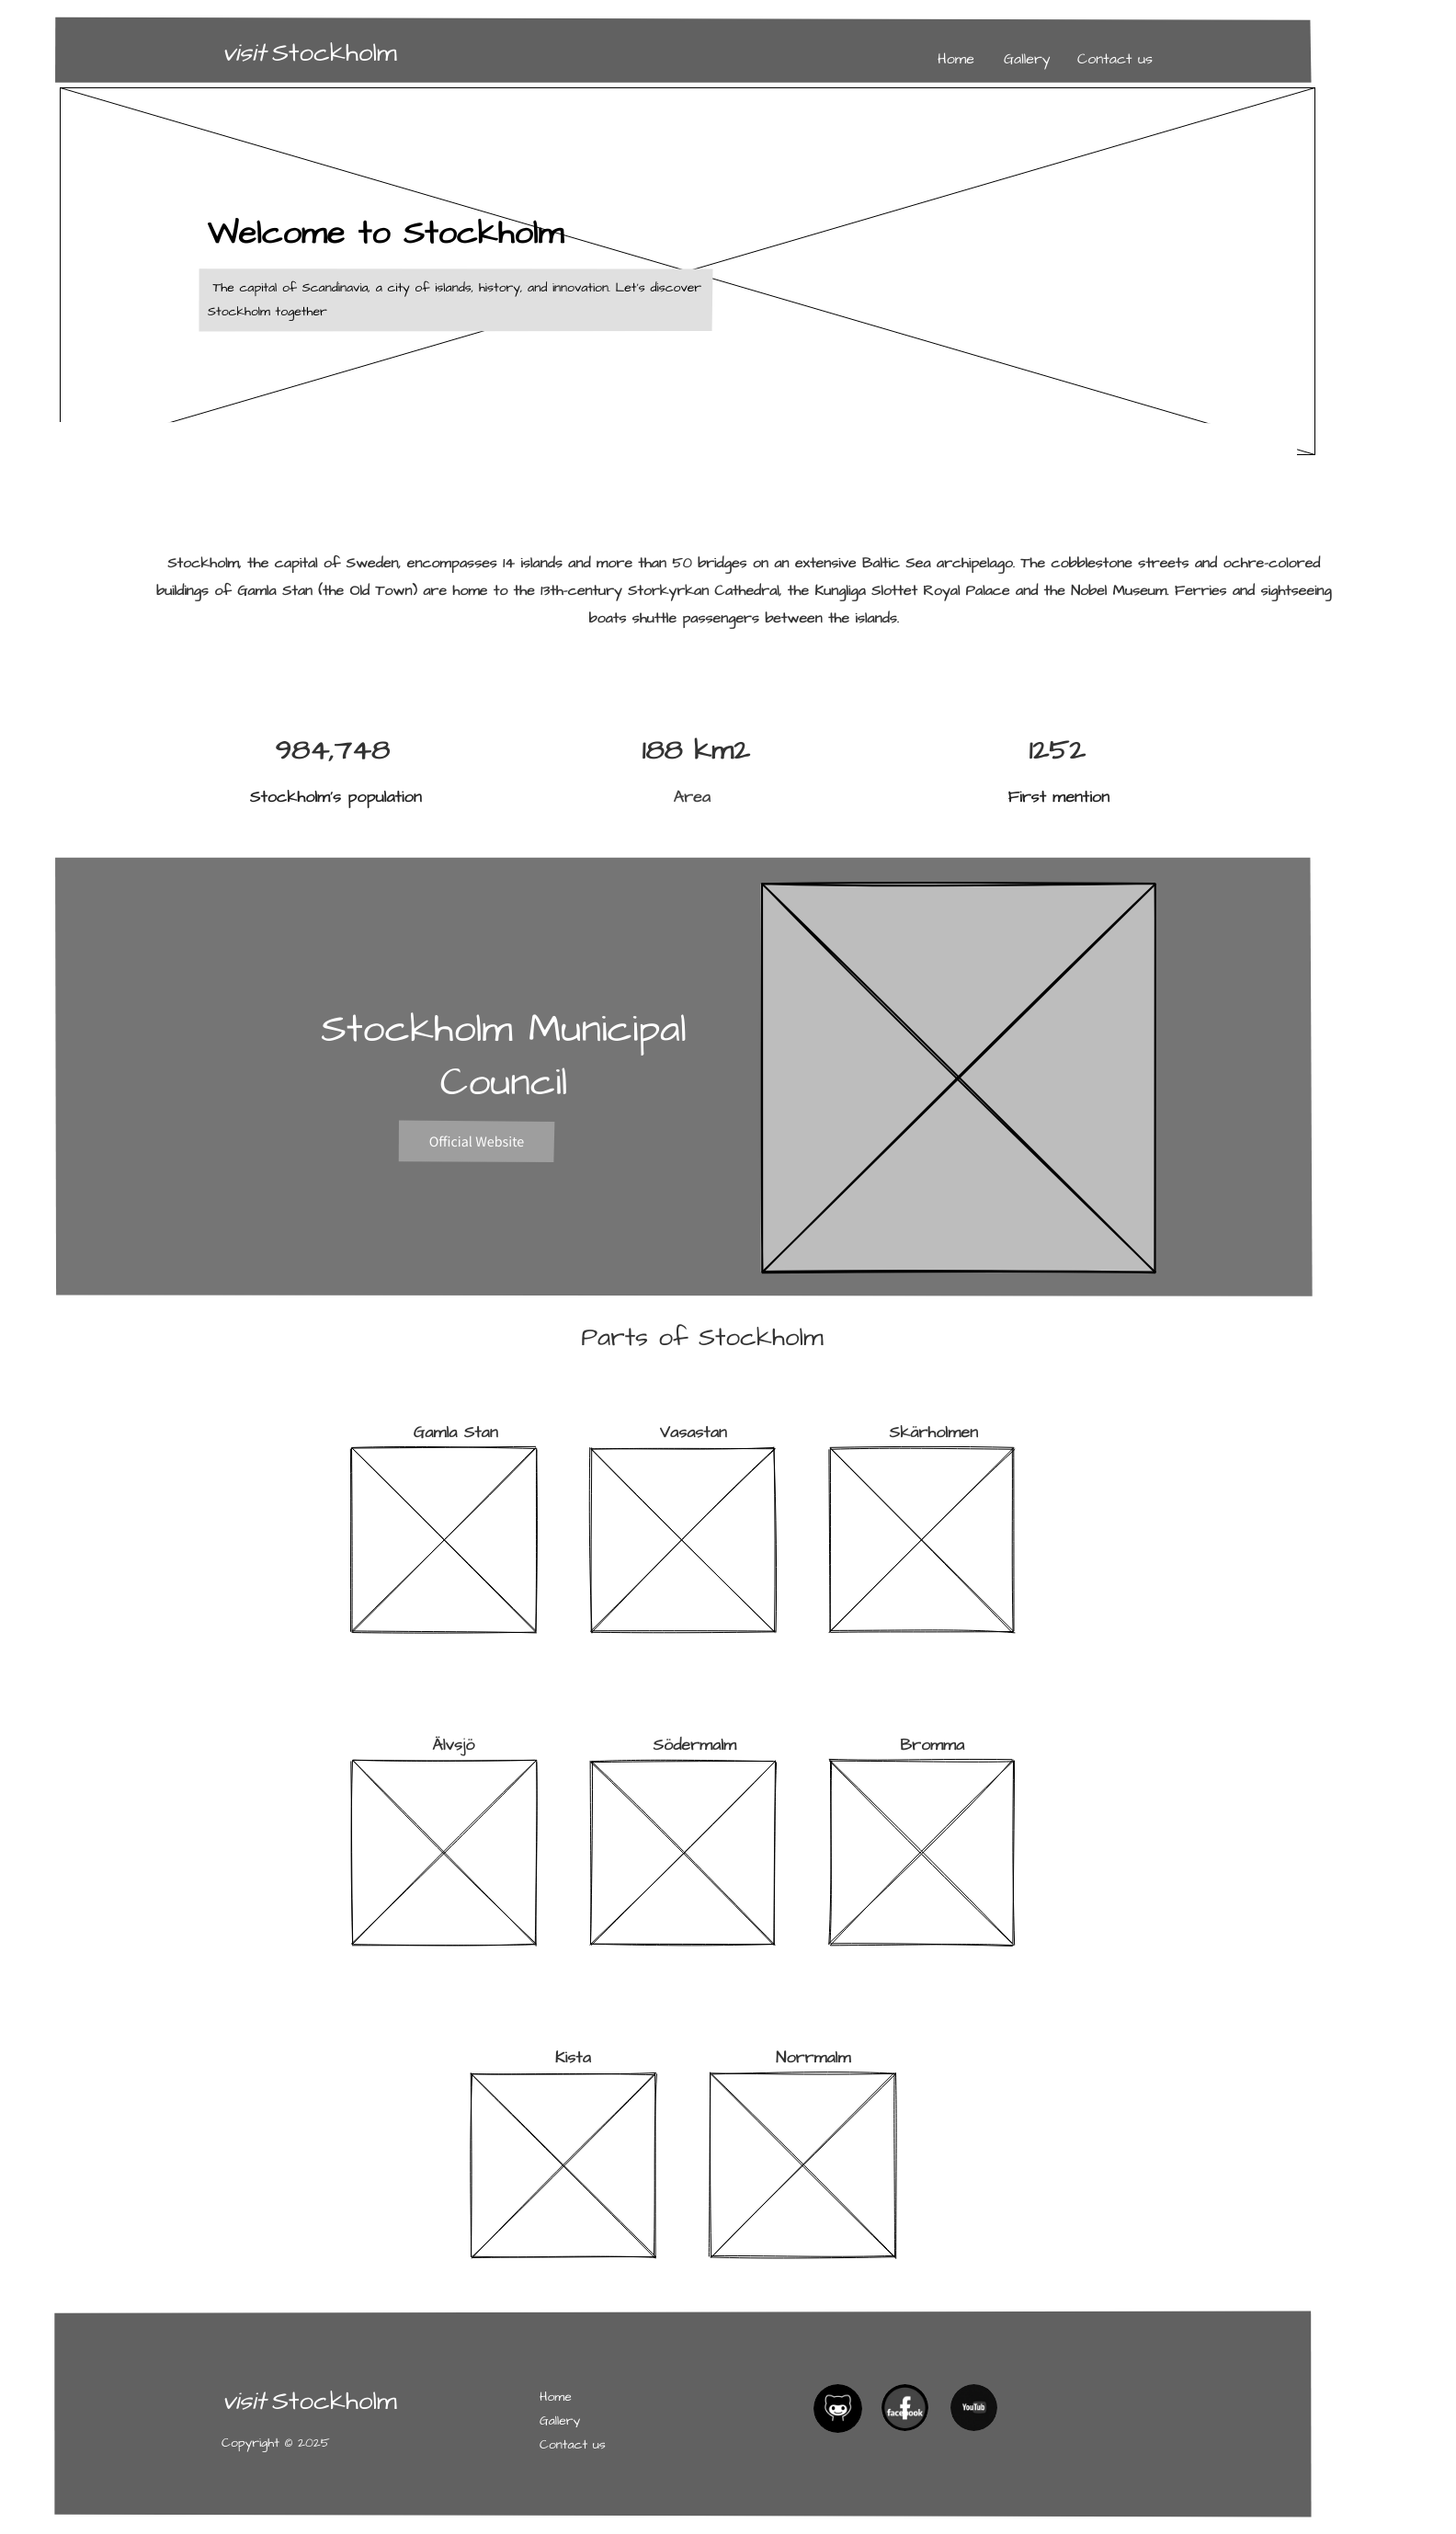 visit Stockholm
Home Gallery Contact us
Welcome to Stockholm
The capital of Scandinavia, a city of islands, history, and innovation. Let's discover
Stockholm together
Stockholm, the capital of Sweden, encompasses 14 islands and more than 50 bridges on an extensive Baltic Sea archipelago. The cobblestone streets and ochre-colored
buildings of Gamla Stan (the Old Town) are home to the 13th-century Storkyrkan Cathedral, the Kungliga Slottet Royal Palace and the Nobel Museum. Ferries and sightseeing
boats shuttle passengers between the islands.
984,748 188 km2 1252
Stockholm's population Area First mention
Stockholm Municipal
Council
Official Website
Parts of Stockholm
Gamla Stan Vasastan Skärholmen
Älvsjö Södermalm Bromma
Kista Norrmalm
visit Stockholm
Copyright © 2025
Home
Gallery
Contact us
facebook
YouTub